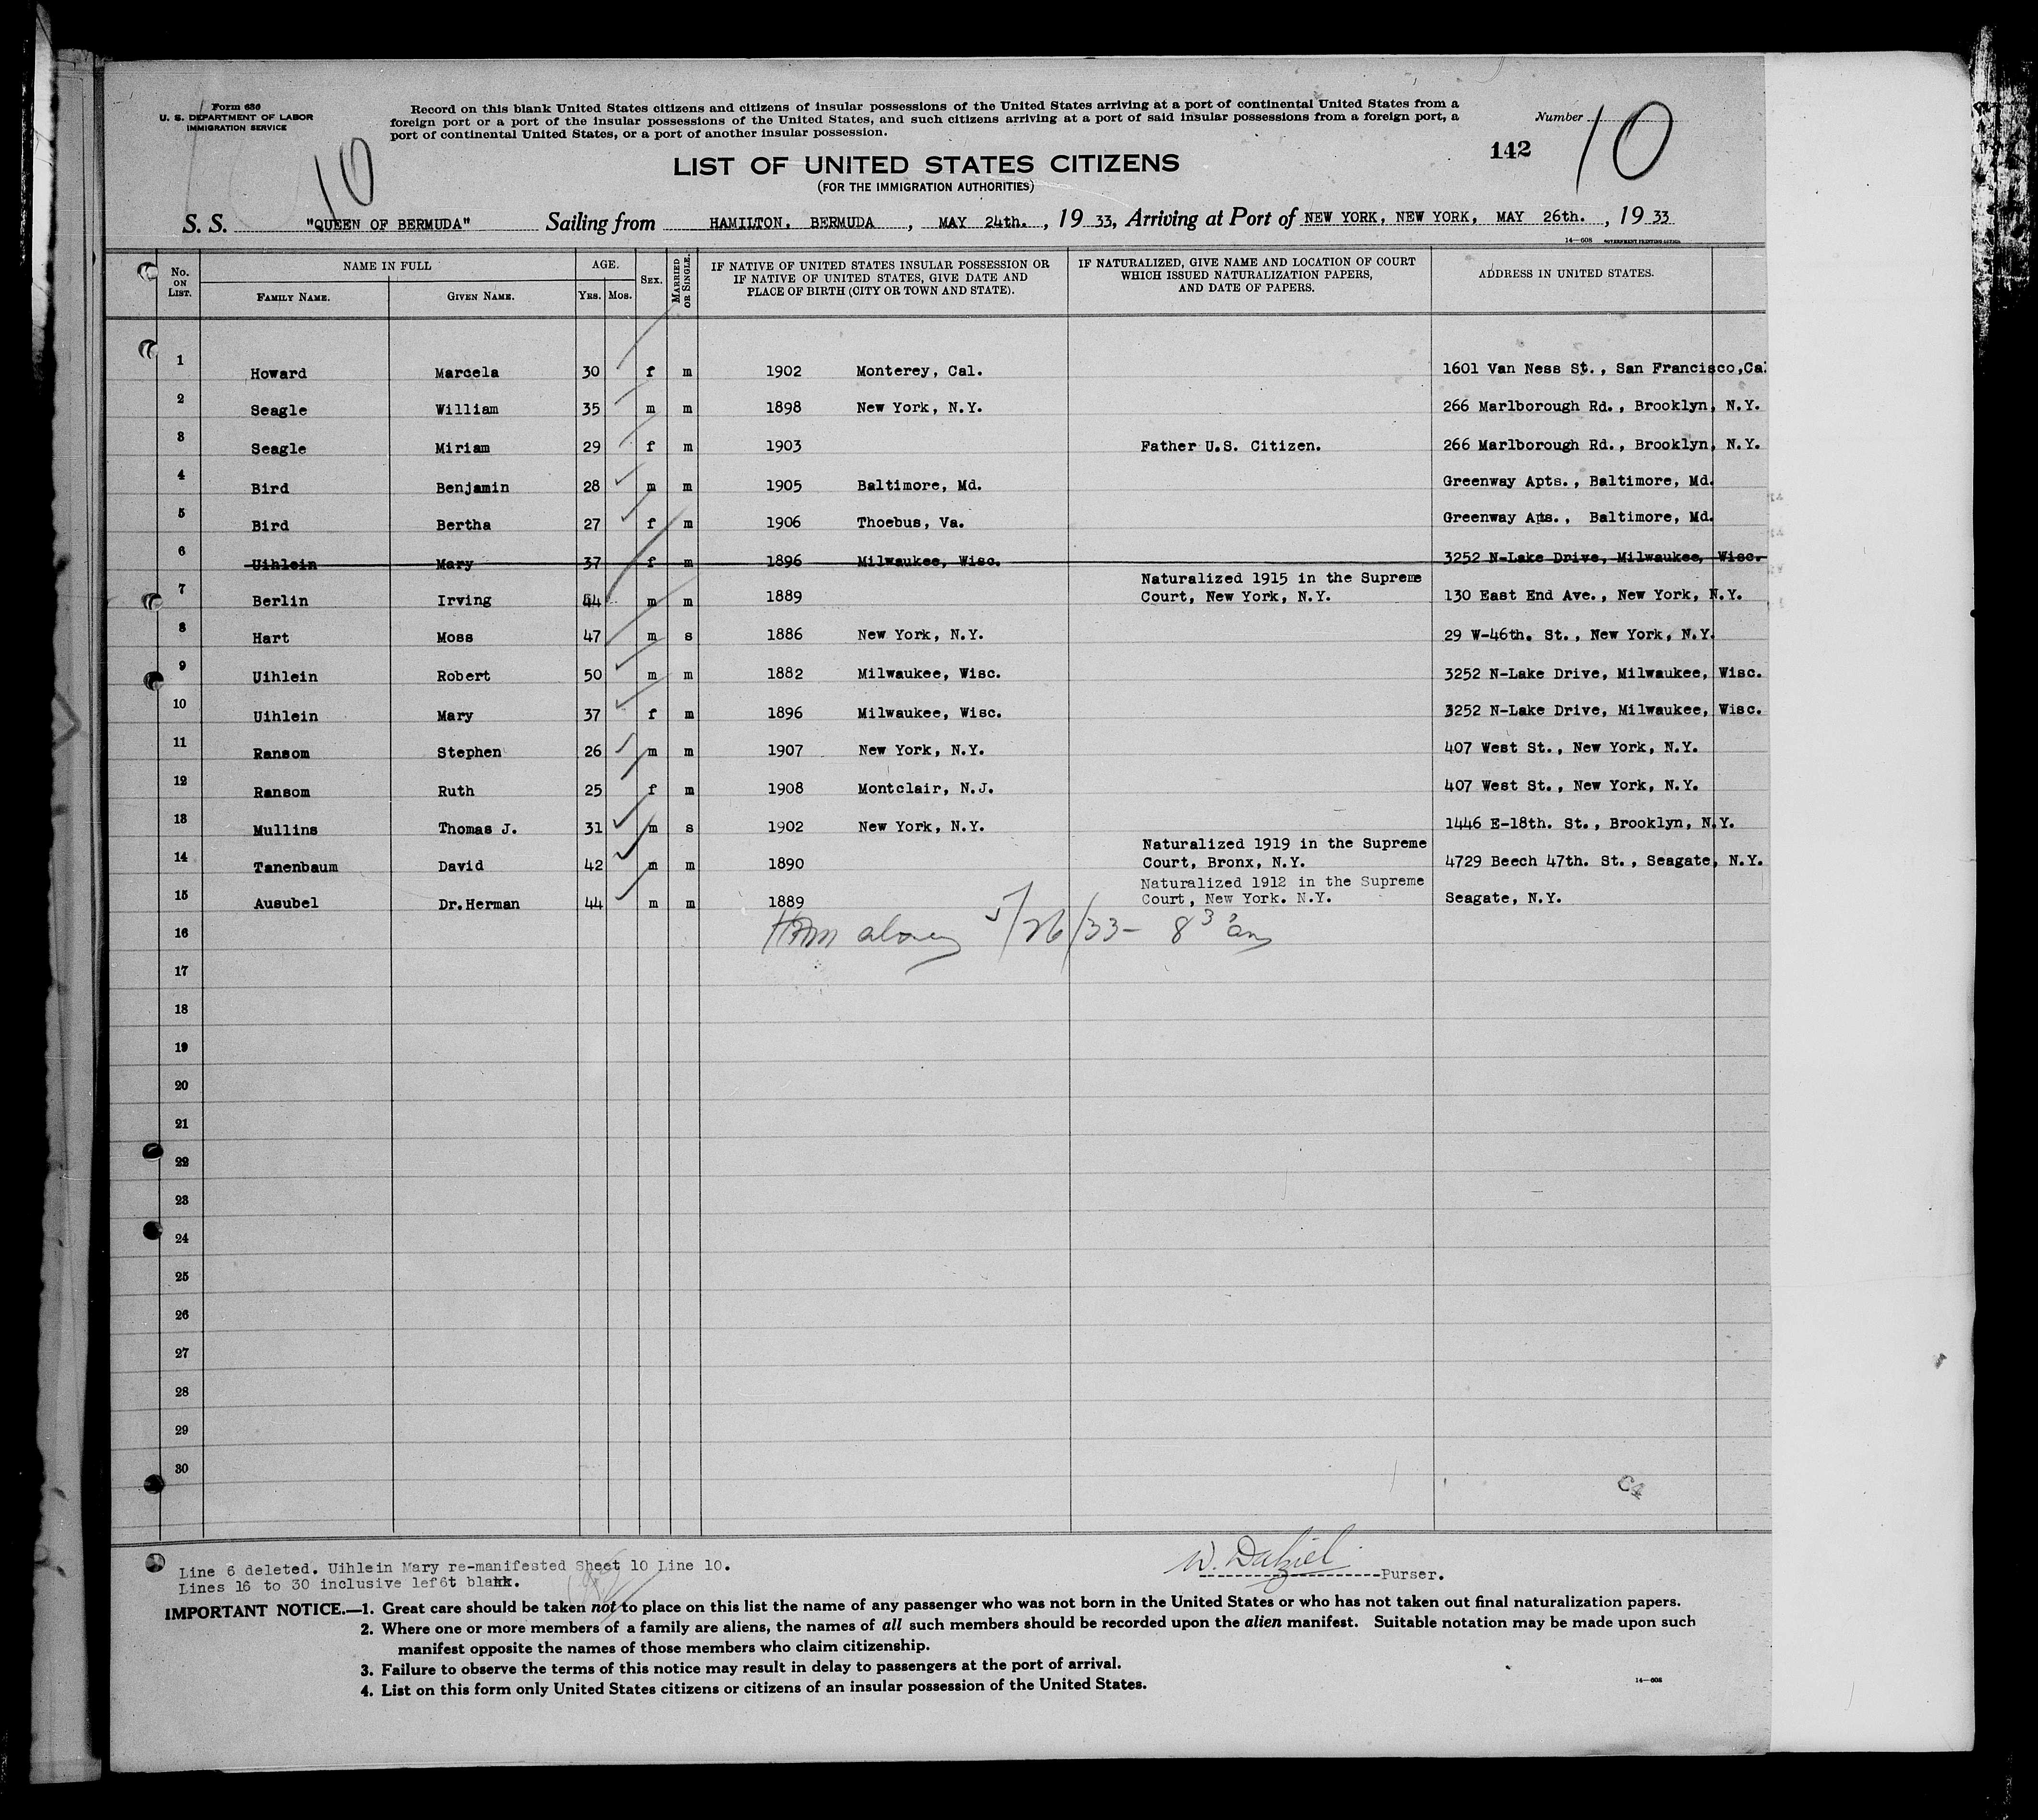 Form 636
U. S. DEPARTMENT OF LABOR
IMMIGRATION SERVICE
Record on this blank United States citizens and citizens of insular possessions of the United States arriving at a port of continental United States from a
foreign port or a port of the insular possessions of the United States, and such citizens arriving at a port of said insular possessions from a foreign port, a
port of continental United States, or a port of another insular possession.
Number 10
142
10
LIST OF UNITED STATES CITIZENS
(FOR THE IMMIGRATION AUTHORITIES)
S. S. "QUEEN OF BERMUDA" Sailing from HAMILTON, BERMUDA, MAY 24th., 1933, Arriving at Port of NEW YORK, NEW YORK, MAY 26th., 1933
14—608 GOVERNMENT PRINTING OFFICE
No. ON LIST. NAME IN FULL AGE. SEX. MARRIED OR SINGLE. IF NATIVE OF UNITED STATES INSULAR POSSESSION OR IF NATIVE OF UNITED STATES, GIVE DATE AND PLACE OF BIRTH (CITY OR TOWN AND STATE). IF NATURALIZED, GIVE NAME AND LOCATION OF COURT WHICH ISSUED NATURALIZATION PAPERS, AND DATE OF PAPERS. ADDRESS IN UNITED STATES.
FAMILY NAME. GIVEN NAME. YRS. MOS.
1 Howard Marcela 30 f m 1902 Monterey, Cal. 1601 Van Ness St., San Francisco,Cal
2 Seagle William 35 m m 1898 New York, N.Y. 266 Marlborough Rd., Brooklyn, N.Y.
3 Seagle Miriam 29 f m 1903 Father U.S. Citizen. 266 Marlborough Rd., Brooklyn, N.Y.
4 Bird Benjamin 28 m m 1905 Baltimore, Md. Greenway Apts., Baltimore, Md.
5 Bird Bertha 27 f m 1906 Thoebus, Va. Greenway Apts., Baltimore, Md.
6 Uihlein Mary 37 f m 1896 Milwaukee, Wisc. 3252 N-Lake Drive, Milwaukee, Wisc.
7 Berlin Irving 44 m m 1889 Naturalized 1915 in the Supreme Court, New York, N.Y. 130 East End Ave., New York, N.Y.
8 Hart Moss 47 m s 1886 New York, N.Y. 29 W-46th. St., New York, N.Y.
9 Uihlein Robert 50 m m 1882 Milwaukee, Wisc. 3252 N-Lake Drive, Milwaukee, Wisc.
10 Uihlein Mary 37 f m 1896 Milwaukee, Wisc. 3252 N-Lake Drive, Milwaukee, Wisc.
11 Ransom Stephen 26 m m 1907 New York, N.Y. 407 West St., New York, N.Y.
12 Ransom Ruth 25 f m 1908 Montclair, N.J. 407 West St., New York, N.Y.
13 Mullins Thomas J. 31 m s 1902 New York, N.Y. 1446 E-18th. St., Brooklyn, N.Y.
14 Tanenbaum David 42 m m 1890 Naturalized 1919 in the Supreme Court, Bronx, N.Y. 4729 Beech 47th. St., Seagate, N.Y.
15 Ausubel Dr.Herman 44 m m 1889 Naturalized 1912 in the Supreme Court, New York. N.Y. Seagate, N.Y.
16 5/26/33- 8 30 am
17
18
19
20
21
22
23
24
25
26
27
28
29
30
Line 6 deleted. Uihlein Mary re-manifested Sheet 10 Line 10.
Lines 16 to 30 inclusive lef6t blank.
W. Dalziel Purser.
IMPORTANT NOTICE.—1. Great care should be taken not to place on this list the name of any passenger who was not born in the United States or who has not taken out final naturalization papers.
2. Where one or more members of a family are aliens, the names of all such members should be recorded upon the alien manifest. Suitable notation may be made upon such
manifest opposite the names of those members who claim citizenship.
3. Failure to observe the terms of this notice may result in delay to passengers at the port of arrival.
4. List on this form only United States citizens or citizens of an insular possession of the United States.
14—608